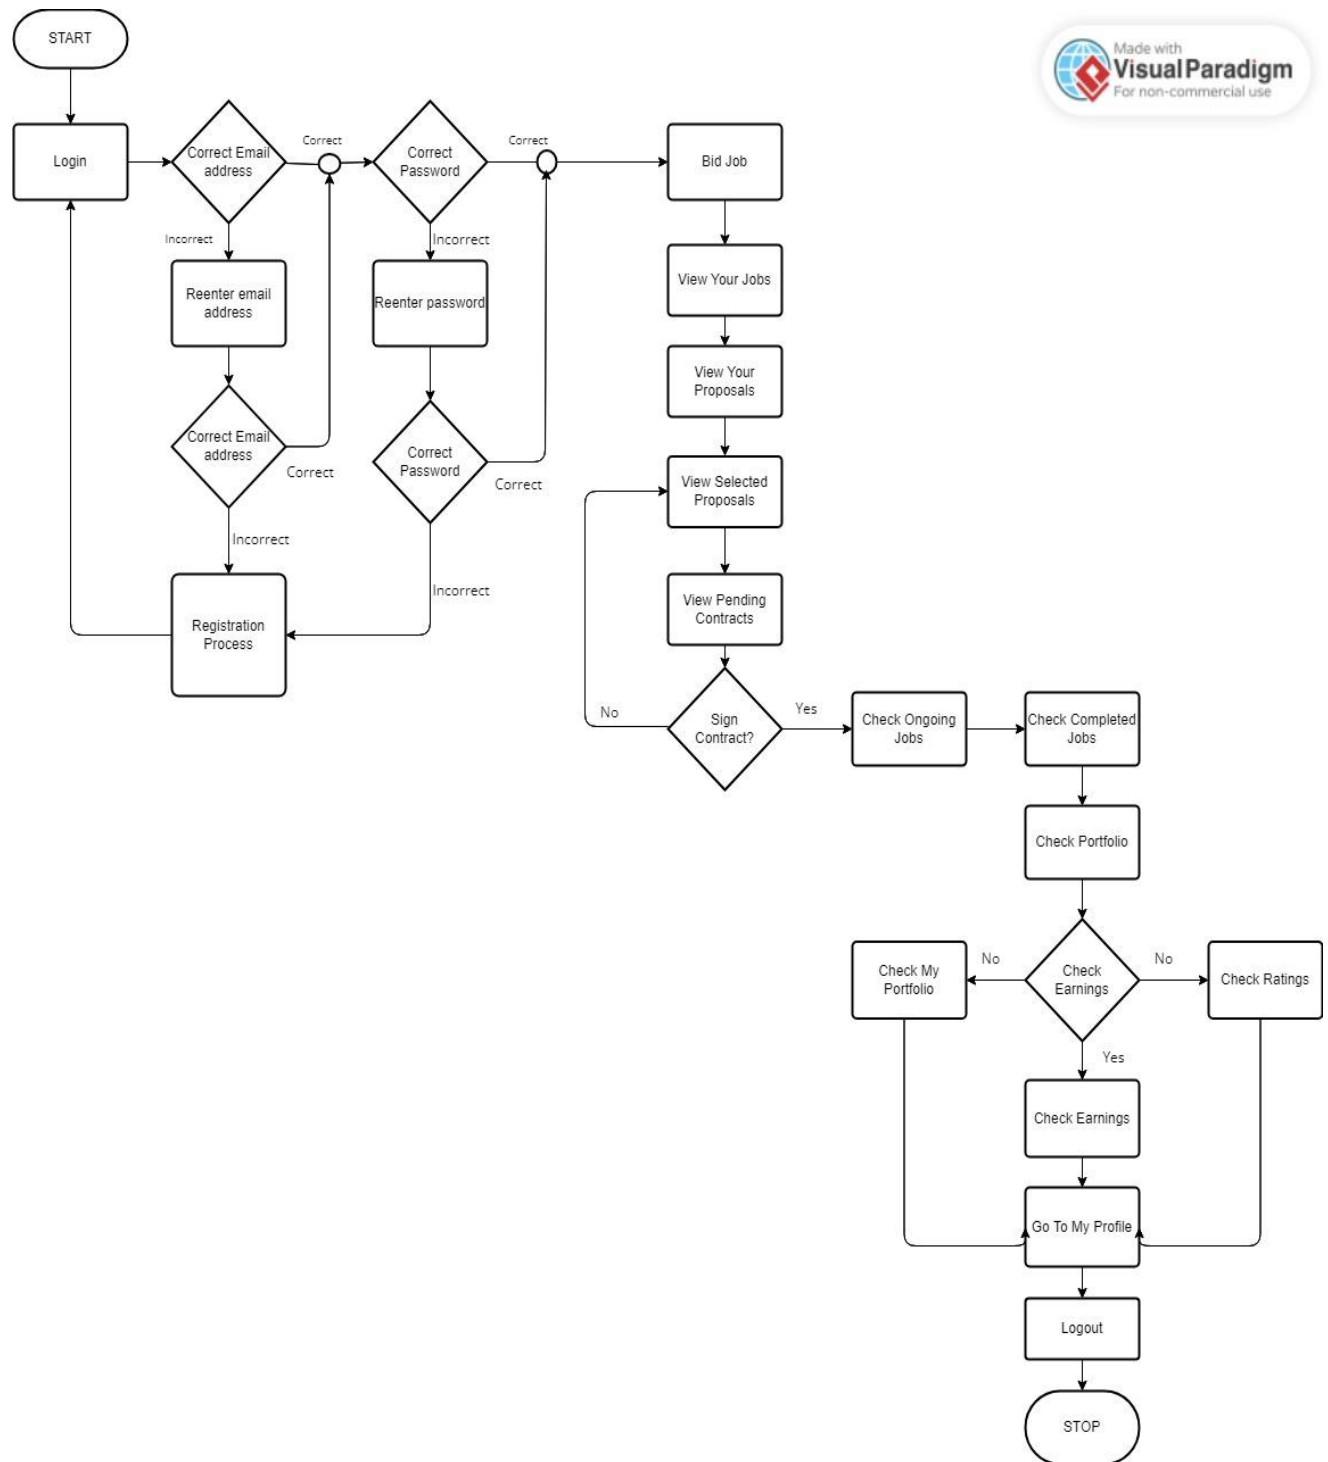 START
Made with
Visual Paradigm
For non-commercial use
Login
Correct Email
address
Correct
Correct
Password
Correct
Bid Job
Incorrect
Incorrect
Reenter email
address
Reenter password
View Your Jobs
View Your
Proposals
Correct Email
address
Correct
Correct
Password
Correct
View Selected
Proposals
Incorrect
Incorrect
Registration
Process
View Pending
Contracts
No
Sign
Contract?
Yes
Check Ongoing
Jobs
Check Completed
Jobs
Check Portfolio
Check My
Portfolio
No
Check
Earnings
No
Check Ratings
Yes
Check Earnings
Go To My Profile
Logout
STOP